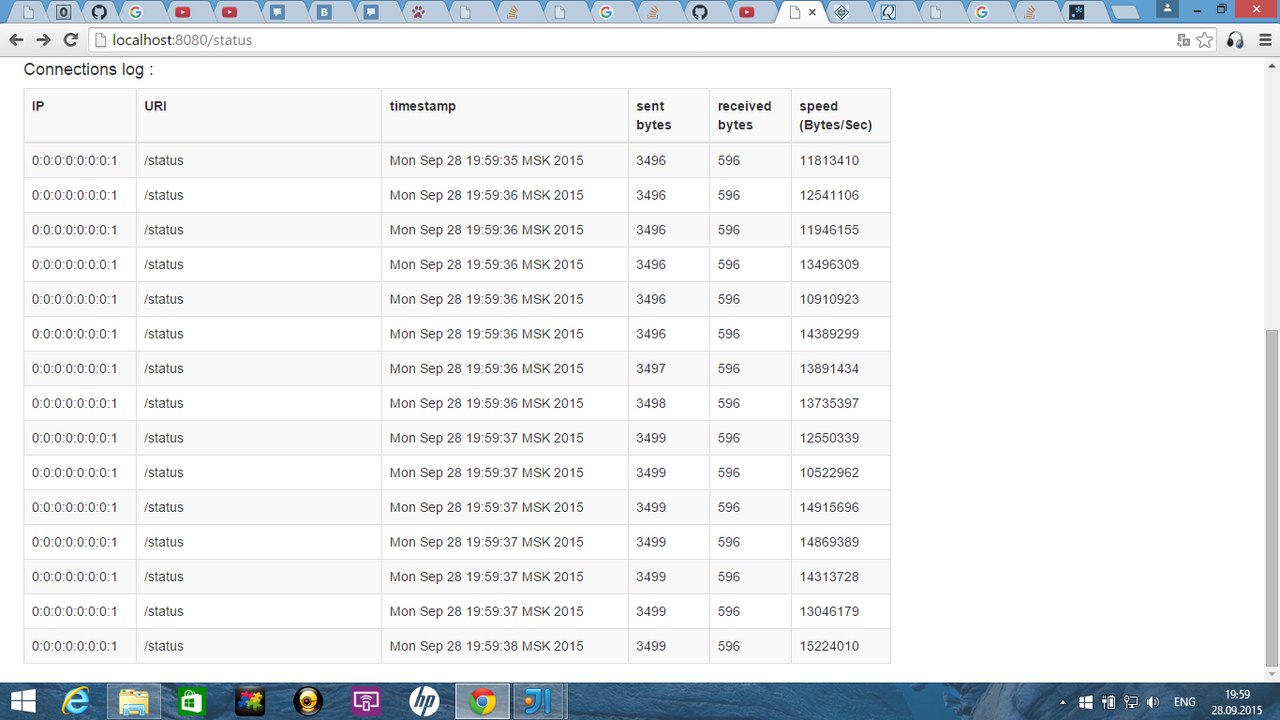 localhost:8080/status
Connections log :
IP URI timestamp sent bytes received bytes speed (Bytes/Sec)
0:0:0:0:0:0:0:1 /status Mon Sep 28 19:59:35 MSK 2015 3496 596 11813410
0:0:0:0:0:0:0:1 /status Mon Sep 28 19:59:36 MSK 2015 3496 596 12541106
0:0:0:0:0:0:0:1 /status Mon Sep 28 19:59:36 MSK 2015 3496 596 11946155
0:0:0:0:0:0:0:1 /status Mon Sep 28 19:59:36 MSK 2015 3496 596 13496309
0:0:0:0:0:0:0:1 /status Mon Sep 28 19:59:36 MSK 2015 3496 596 10910923
0:0:0:0:0:0:0:1 /status Mon Sep 28 19:59:36 MSK 2015 3496 596 14389299
0:0:0:0:0:0:0:1 /status Mon Sep 28 19:59:36 MSK 2015 3497 596 13891434
0:0:0:0:0:0:0:1 /status Mon Sep 28 19:59:36 MSK 2015 3498 596 13735397
0:0:0:0:0:0:0:1 /status Mon Sep 28 19:59:37 MSK 2015 3499 596 12550339
0:0:0:0:0:0:0:1 /status Mon Sep 28 19:59:37 MSK 2015 3499 596 10522962
0:0:0:0:0:0:0:1 /status Mon Sep 28 19:59:37 MSK 2015 3499 596 14915696
0:0:0:0:0:0:0:1 /status Mon Sep 28 19:59:37 MSK 2015 3499 596 14869389
0:0:0:0:0:0:0:1 /status Mon Sep 28 19:59:37 MSK 2015 3499 596 14313728
0:0:0:0:0:0:0:1 /status Mon Sep 28 19:59:37 MSK 2015 3499 596 13046179
0:0:0:0:0:0:0:1 /status Mon Sep 28 19:59:38 MSK 2015 3499 596 15224010
ENG 19:59
28.09.2015